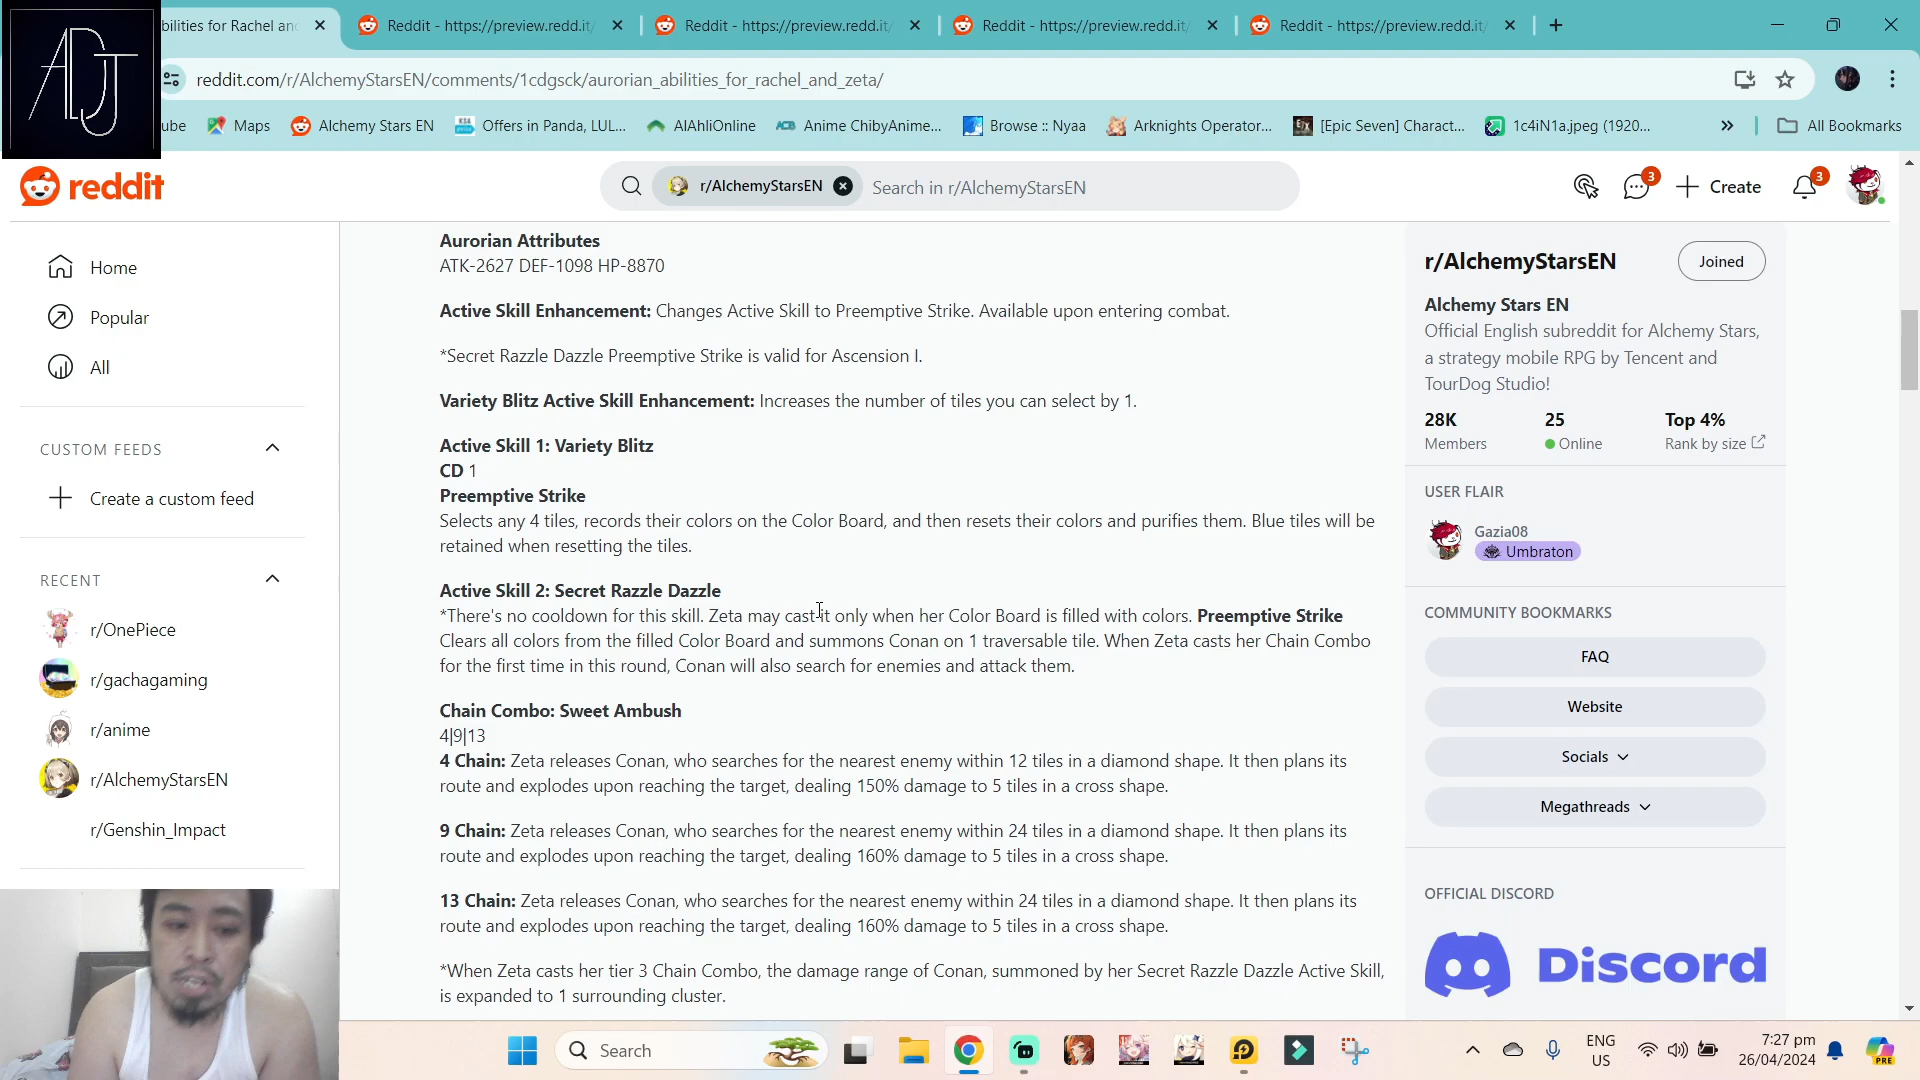 ADJ
bilities for Rachel an
Reddit - https://preview.redd.it/
Reddit - https://preview.redd.it/
Reddit - https://preview.redd.it/
Reddit - https://preview.redd.it/
reddit.com/r/AlchemyStarsEN/comments/1cdgsck/aurorian_abilities_for_rachel_and_zeta/
ube Maps Alchemy Stars EN Offers in Panda, LUL... AlAhliOnline Anime ChibyAnime... Browse :: Nyaa Arknights Operator... [Epic Seven] Charact... 1c4iN1a.jpeg (1920... » All Bookmarks
reddit
r/AlchemyStarsEN Search in r/AlchemyStarsEN
3
Create
3
Home
Popular
All
CUSTOM FEEDS
Create a custom feed
RECENT
r/OnePiece
r/gachagaming
r/anime
r/AlchemyStarsEN
r/Genshin_Impact
Aurorian Attributes
ATK-2627 DEF-1098 HP-8870
Active Skill Enhancement: Changes Active Skill to Preemptive Strike. Available upon entering combat.
*Secret Razzle Dazzle Preemptive Strike is valid for Ascension I.
Variety Blitz Active Skill Enhancement: Increases the number of tiles you can select by 1.
Active Skill 1: Variety Blitz
CD 1
Preemptive Strike
Selects any 4 tiles, records their colors on the Color Board, and then resets their colors and purifies them. Blue tiles will be
retained when resetting the tiles.
Active Skill 2: Secret Razzle Dazzle
*There's no cooldown for this skill. Zeta may cast it only when her Color Board is filled with colors. Preemptive Strike
Clears all colors from the filled Color Board and summons Conan on 1 traversable tile. When Zeta casts her Chain Combo
for the first time in this round, Conan will also search for enemies and attack them.
Chain Combo: Sweet Ambush
4|9|13
4 Chain: Zeta releases Conan, who searches for the nearest enemy within 12 tiles in a diamond shape. It then plans its
route and explodes upon reaching the target, dealing 150% damage to 5 tiles in a cross shape.
9 Chain: Zeta releases Conan, who searches for the nearest enemy within 24 tiles in a diamond shape. It then plans its
route and explodes upon reaching the target, dealing 160% damage to 5 tiles in a cross shape.
13 Chain: Zeta releases Conan, who searches for the nearest enemy within 24 tiles in a diamond shape. It then plans its
route and explodes upon reaching the target, dealing 160% damage to 5 tiles in a cross shape.
*When Zeta casts her tier 3 Chain Combo, the damage range of Conan, summoned by her Secret Razzle Dazzle Active Skill,
is expanded to 1 surrounding cluster.
r/AlchemyStarsEN
Joined
Alchemy Stars EN
Official English subreddit for Alchemy Stars,
a strategy mobile RPG by Tencent and
TourDog Studio!
28K 25 Top 4%
Members Online Rank by size
USER FLAIR
Gazia08
Umbraton
COMMUNITY BOOKMARKS
FAQ
Website
Socials
Megathreads
OFFICIAL DISCORD
Discord
Search
ENG
US
7:27 pm
26/04/2024
PRE